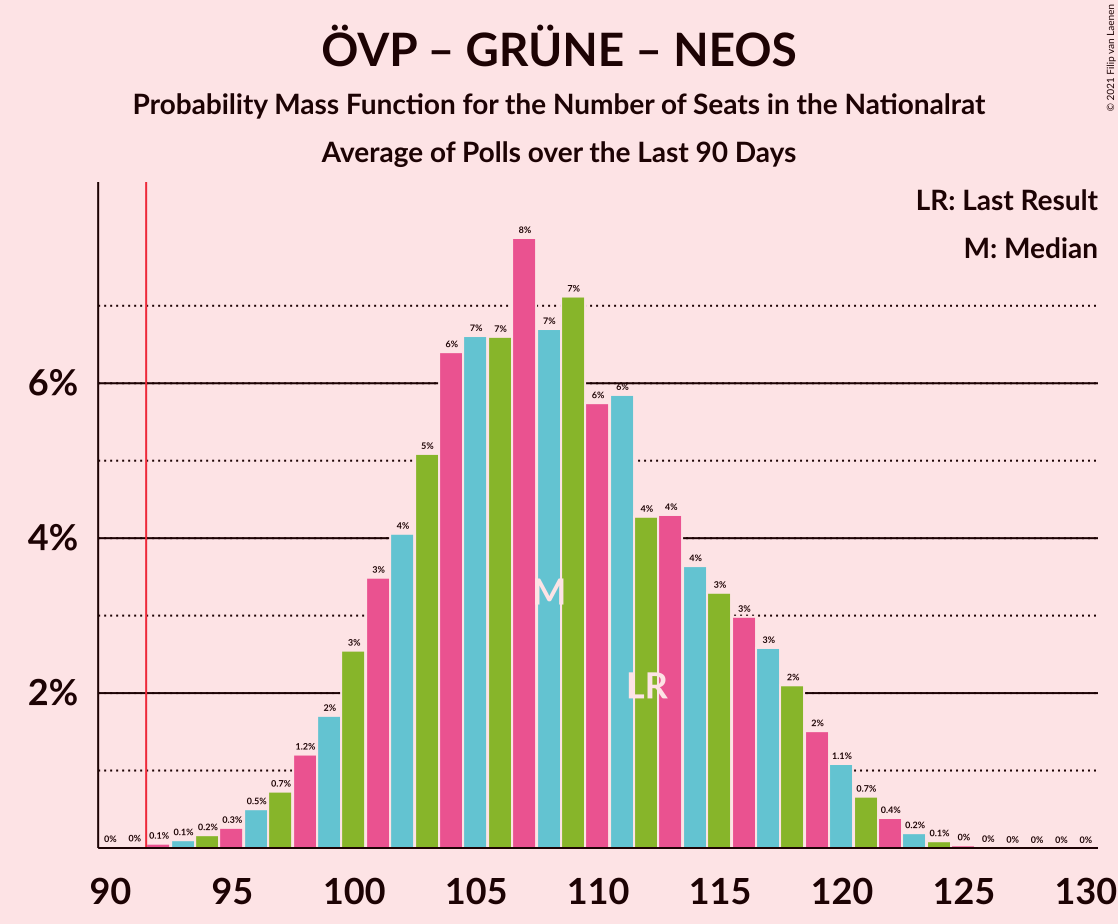 ÖVP – GRÜNE – NEOS
Probability Mass Function for the Number of Seats in the Nationalrat
Average of Polls over the Last 90 Days
© 2021 Filip van Laenen
LR: Last Result
M: Median
8%
7%
7% 7% 7%
6%
6% 6% 6%
5%
4% 4% 4%
4%
4%
3% 3%
M
3%
3% 3%
LR
2%
2%
2% 2%
1.2% 1.1%
0.7% 0.7%
0.5% 0.4%
0% 0% 0.1% 0.1% 0.2% 0.3% 0.2% 0.1% 0% 0% 0% 0% 0% 0%
90 95 100 105 110 115 120 125 130